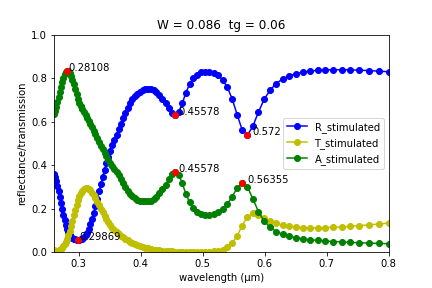 W = 0.086 tg = 0.06
1.0
0.8
0.6
0.4
0.2
0.0
reflectance/transmission
0.28108
0.45578
0.572
0.45578
0.56355
0.29869
R_stimulated
T_stimulated
A_stimulated
0.3 0.4 0.5 0.6 0.7 0.8
wavelength (μm)